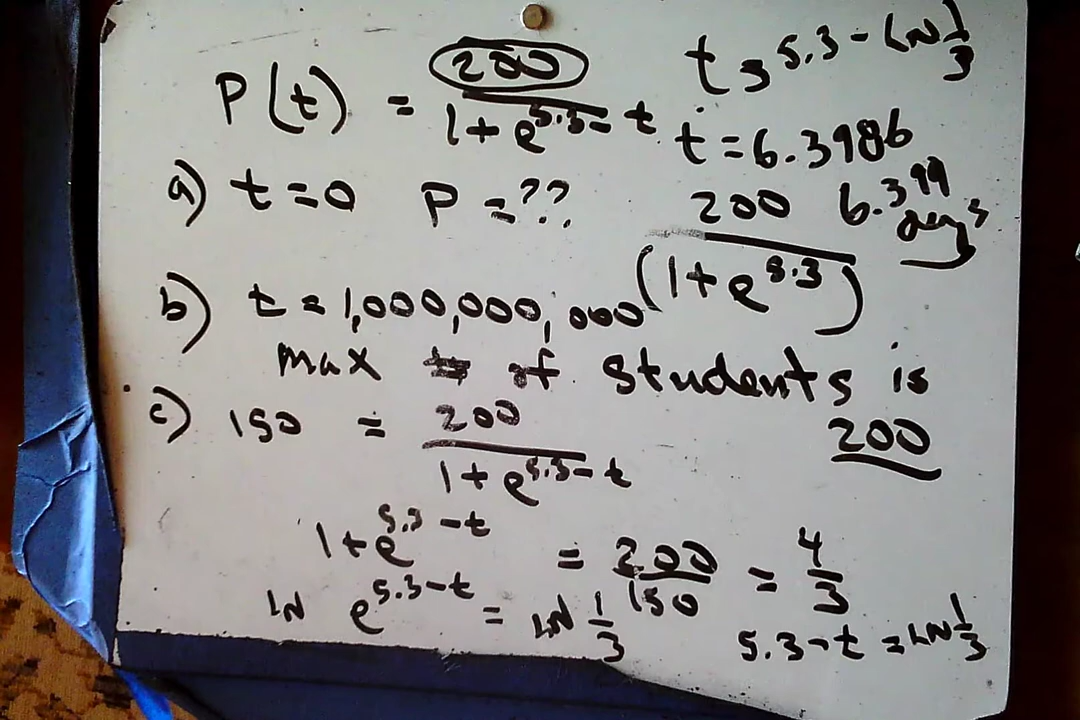 P(t) = 200 / 1 + e^5.3 - t
t = 5.3 - LN 1/3
t = 6.3986
6.399 days
a) t = 0 P = ??
200 / (1 + e^5.3)
b) t = 1,000,000,000
max # of students is
200
c) 150 = 200 / 1 + e^5.3 - t
1 + e^5.3 - t = 200/150 = 4/3
LN e^5.3 - t = LN 1/3
5.3 - t = LN 1/3